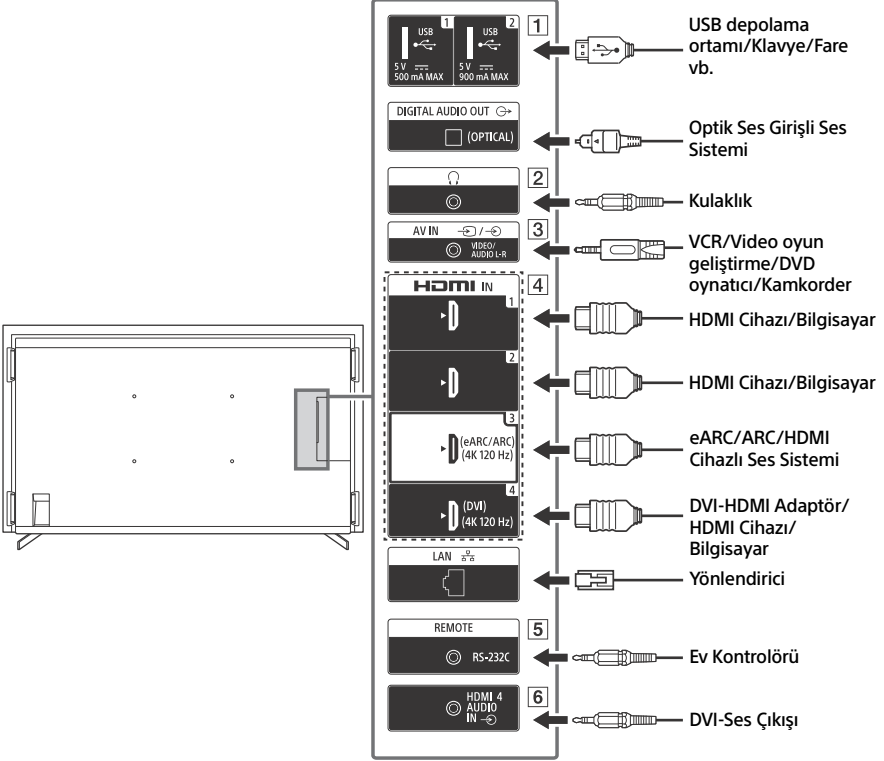 1
2
USB
USB
5 V
500 mA MAX
5 V
900 mA MAX
1
USB depolama
ortamı/Klavye/Fare
vb.
DIGITAL AUDIO OUT
(OPTICAL)
Optik Ses Girişli Ses
Sistemi
2
Kulaklık
AV IN
/
VIDEO/
AUDIO L-R
3
VCR/Video oyun
geliştirme/DVD
oynatıcı/Kamkorder
HDMI IN
4
1
HDMI Cihazı/Bilgisayar
2
HDMI Cihazı/Bilgisayar
3
(eARC/ARC)
(4K 120 Hz)
eARC/ARC/HDMI
Cihazlı Ses Sistemi
4
(DVI)
(4K 120 Hz)
DVI-HDMI Adaptör/
HDMI Cihazı/
Bilgisayar
LAN
Yönlendirici
REMOTE
5
RS-232C
Ev Kontrolörü
HDMI 4
AUDIO
IN
6
DVI-Ses Çıkışı